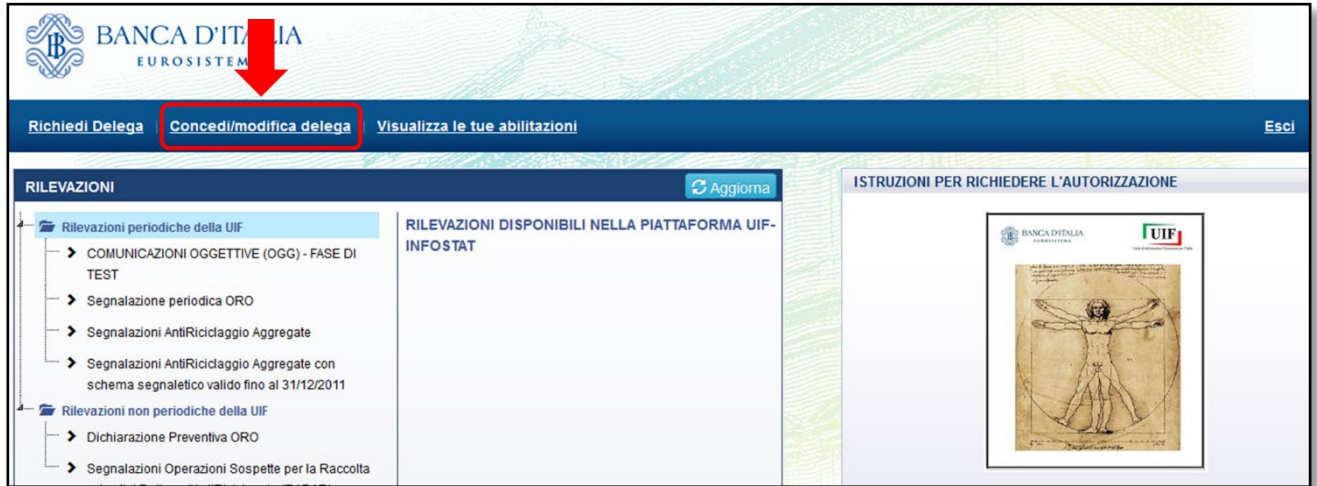 BANCA D'ITALIA
EUROSISTEMA
Richiedi Delega | Concedi/modifica delega | Visualizza le tue abilitazioni
Esci
RILEVAZIONI
Aggiorna
Rilevazioni periodiche della UIF
COMUNICAZIONI OGGETTIVE (OGG) - FASE DI
TEST
Segnalazione periodica ORO
Segnalazioni AntiRiciclaggio Aggregate
Segnalazioni AntiRiciclaggio Aggregate con
schema segnaletico valido fino al 31/12/2011
Rilevazioni non periodiche della UIF
Dichiarazione Preventiva ORO
Segnalazioni Operazioni Sospette per la Raccolta
RILEVAZIONI DISPONIBILI NELLA PIATTAFORMA UIF-
INFOSTAT
ISTRUZIONI PER RICHIEDERE L'AUTORIZZAZIONE
BANCA D'ITALIA
EUROSISTEMA
UIF